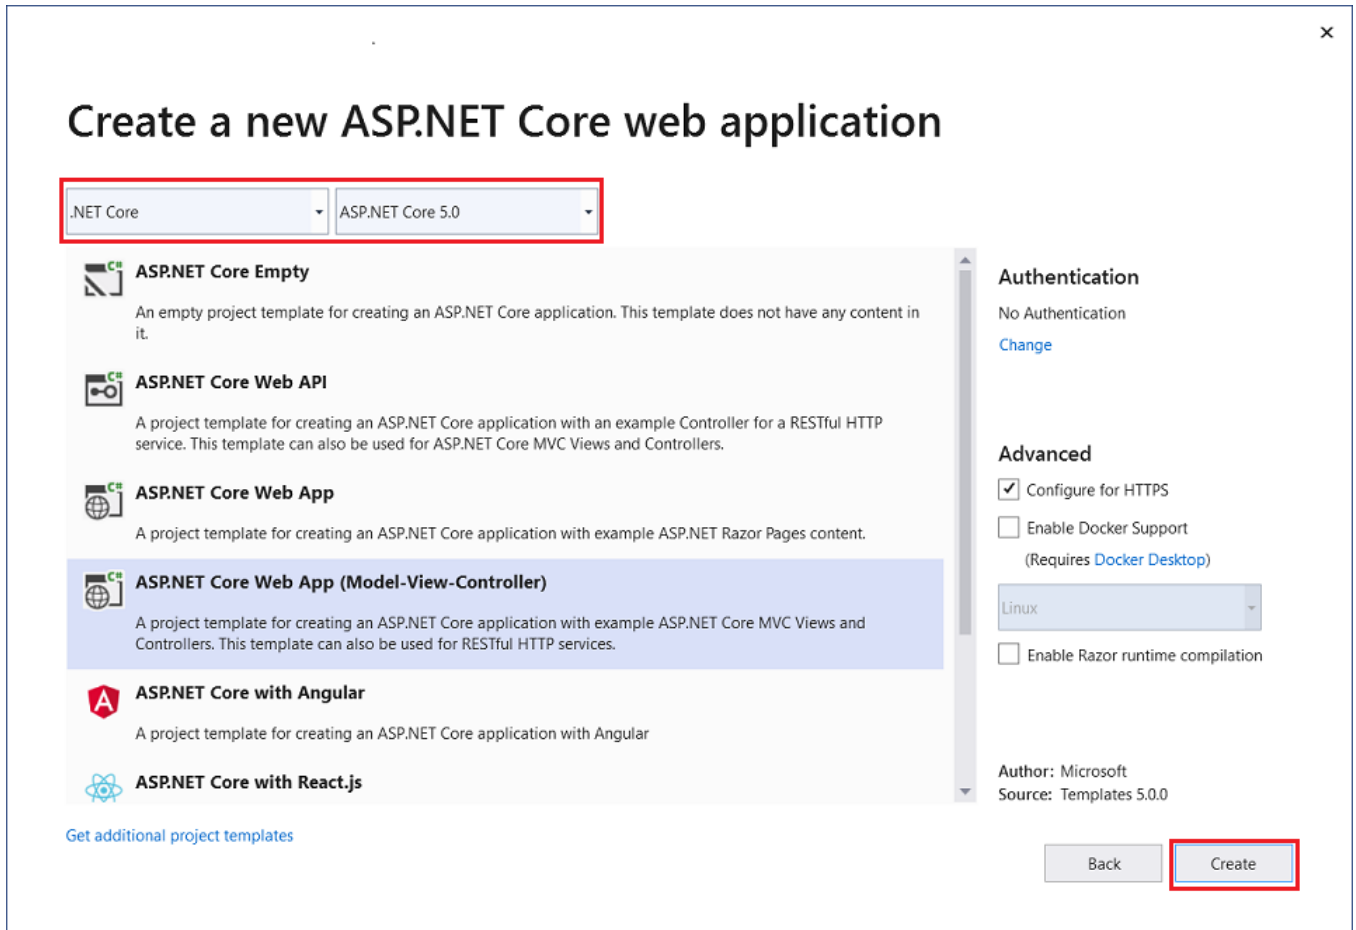 Create a new ASP.NET Core web application
.NET Core
ASP.NET Core 5.0
C#
ASP.NET Core Empty
An empty project template for creating an ASP.NET Core application. This template does not have any content in
it.
C#
ASP.NET Core Web API
A project template for creating an ASP.NET Core application with an example Controller for a RESTful HTTP
service. This template can also be used for ASP.NET Core MVC Views and Controllers.
C#
ASP.NET Core Web App
A project template for creating an ASP.NET Core application with example ASP.NET Razor Pages content.
C#
ASP.NET Core Web App (Model-View-Controller)
A project template for creating an ASP.NET Core application with example ASP.NET Core MVC Views and
Controllers. This template can also be used for RESTful HTTP services.
A
ASP.NET Core with Angular
A project template for creating an ASP.NET Core application with Angular
ASP.NET Core with React.js
Get additional project templates
Authentication
No Authentication
Change
Advanced
Configure for HTTPS
Enable Docker Support
(Requires Docker Desktop)
Linux
Enable Razor runtime compilation
Author: Microsoft
Source: Templates 5.0.0
Back
Create